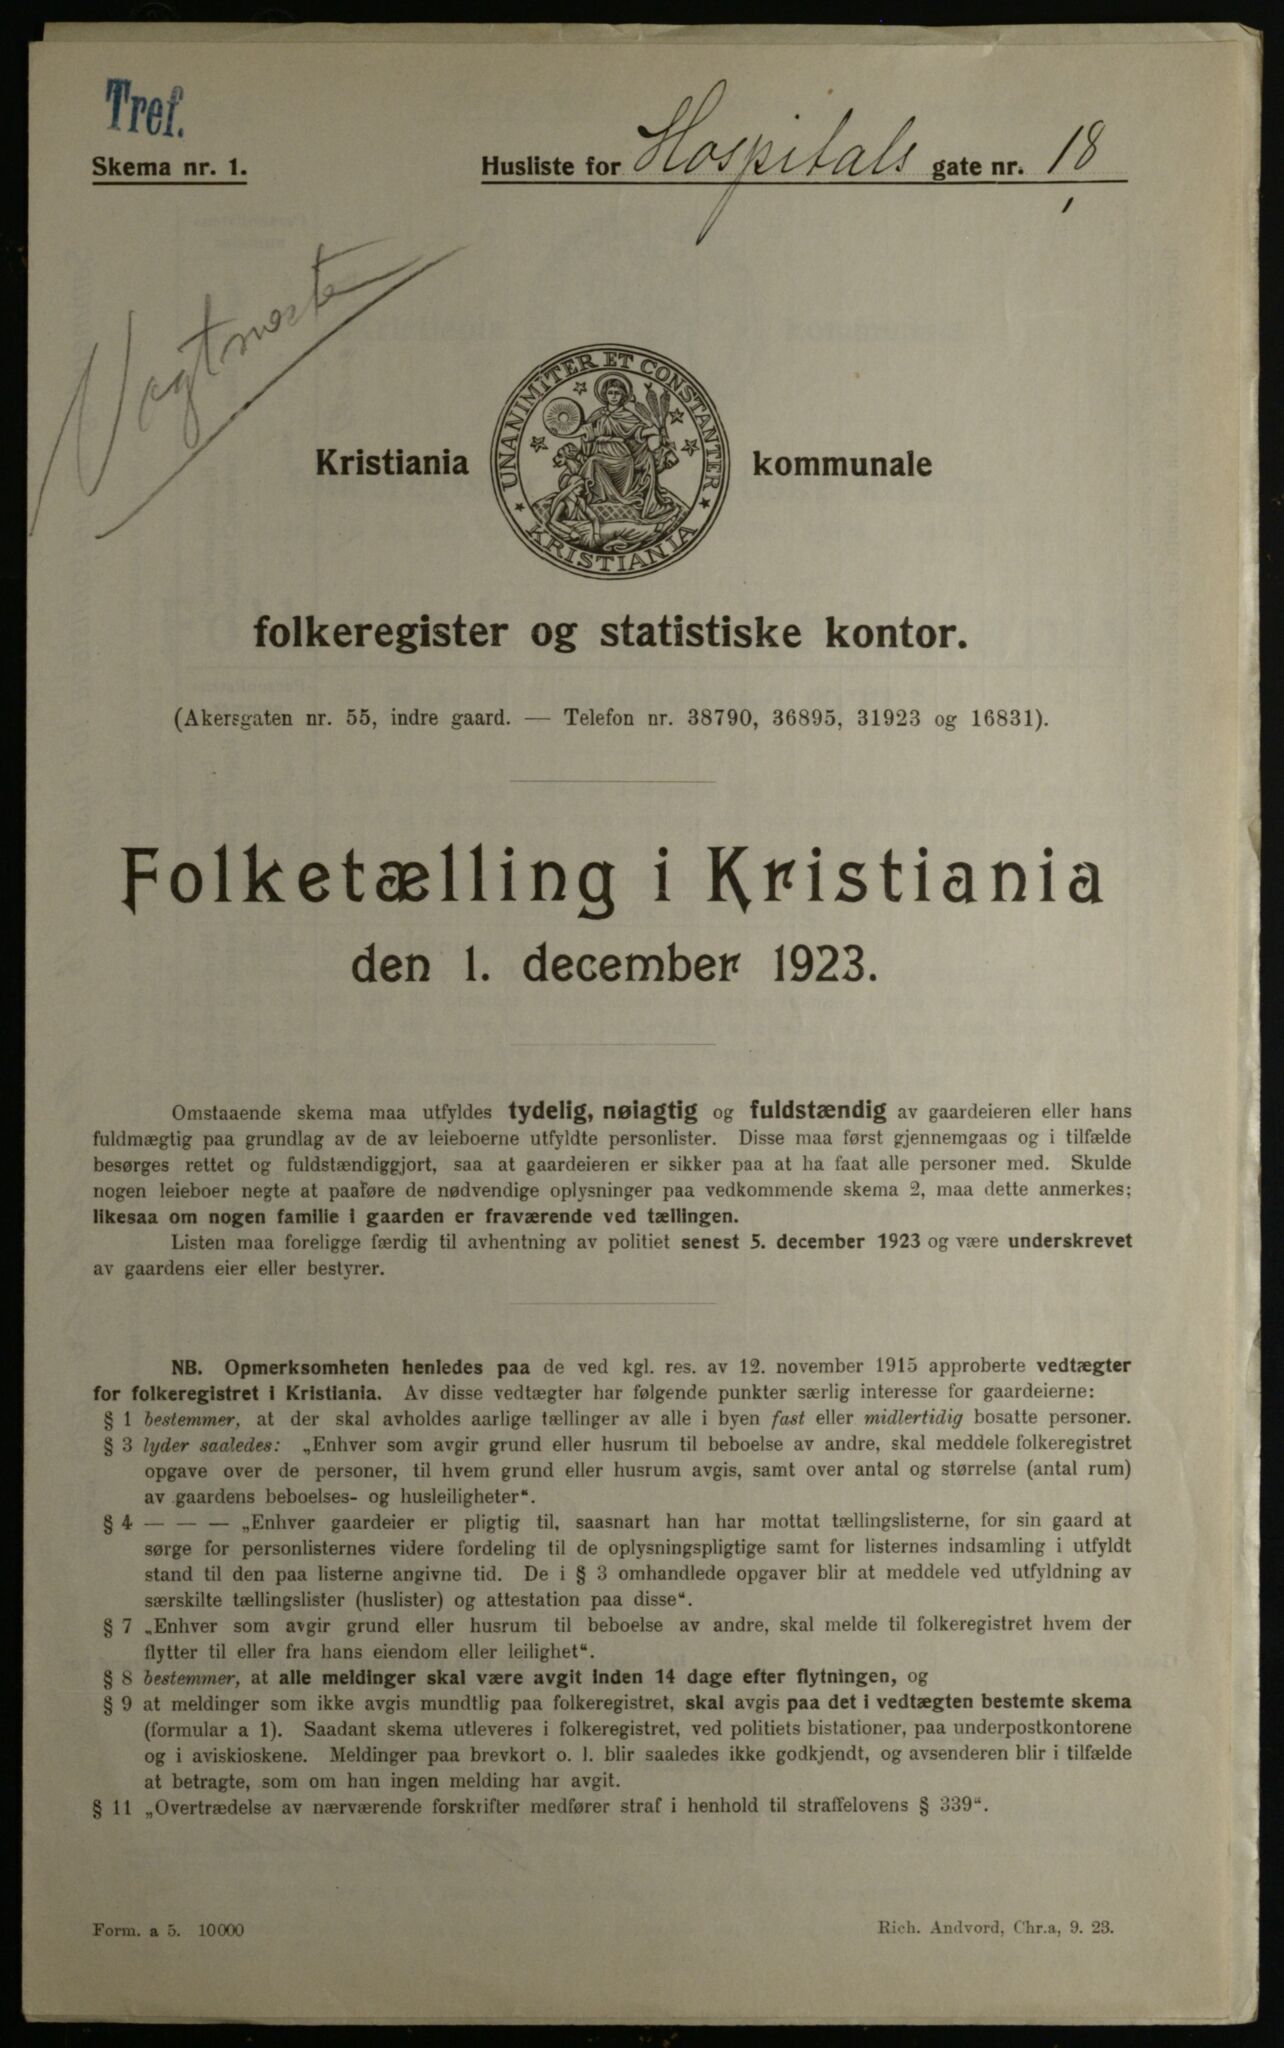 Tref.
Skema nr. 1.
Husliste for Hospitals gate nr. 18
UNANIMITER ET CONSTANTER
KRISTIANIA
Kristiania kommunale
folkeregister og statistiske kontor.
(Akersgaten nr. 55, indre gaard. — Telefon nr. 38790, 36895, 31923 og 16831).
Folketælling i Kristiania
den 1. december 1923.
Omstaaende skema maa utfyldes tydelig, nøiagtig og fuldstændig av gaardeieren eller hans
fuldmægtig paa grundlag av de av leieboerne utfyldte personlister. Disse maa først gjennemgaas og i tilfælde
besørges rettet og fuldstændiggjort, saa at gaardeieren er sikker paa at ha faat alle personer med. Skulde
nogen leieboer negte at paaføre de nødvendige oplysninger paa vedkommende skema 2, maa dette anmerkes;
likesaa om nogen familie i gaarden er fraværende ved tællingen.
Listen maa foreligge færdig til avhentning av politiet senest 5. december 1923 og være underskrevet
av gaardens eier eller bestyrer.
NB. Opmerksomheten henledes paa de ved kgl. res. av 12. november 1915 approberte vedtægter
for folkeregistret i Kristiania. Av disse vedtægter har følgende punkter særlig interesse for gaardeierne:
§ 1 bestemmer, at der skal avholdes aarlige tællinger av alle i byen fast eller midlertidig bosatte personer.
§ 3 lyder saaledes: „Enhver som avgir grund eller husrum til beboelse av andre, skal meddele folkeregistret
opgave over de personer, til hvem grund eller husrum avgis, samt over antal og størrelse (antal rum)
av gaardens beboelses- og husleiligheter“.
§ 4 — — — „Enhver gaardeier er pligtig til, saasnart han har mottat tællingslisterne, for sin gaard at
sørge for personlisternes videre fordeling til de oplysningspligtige samt for listernes indsamling i utfyldt
stand til den paa listerne angivne tid. De i § 3 omhandlede opgaver blir at meddele ved utfyldning av
særskilte tællingslister (huslister) og attestation paa disse“.
§ 7 „Enhver som avgir grund eller husrum til beboelse av andre, skal melde til folkeregistret hvem der
flytter til eller fra hans eiendom eller leilighet“.
§ 8 bestemmer, at alle meldinger skal være avgit inden 14 dage efter flytningen, og
§ 9 at meldinger som ikke avgis mundtlig paa folkeregistret, skal avgis paa det i vedtægten bestemte skema
(formular a 1). Saadant skema utleveres i folkeregistret, ved politiets bistationer, paa underpostkontorene
og i aviskioskene. Meldinger paa brevkort o. l. blir saaledes ikke godkjendt, og avsenderen blir i tilfælde
at betragte, som om han ingen melding har avgit.
§ 11 „Overtrædelse av nærværende forskrifter medfører straf i henhold til straffelovens § 339“.
Form. a 5. 10000
Rich. Andvord, Chr.a, 9. 23.